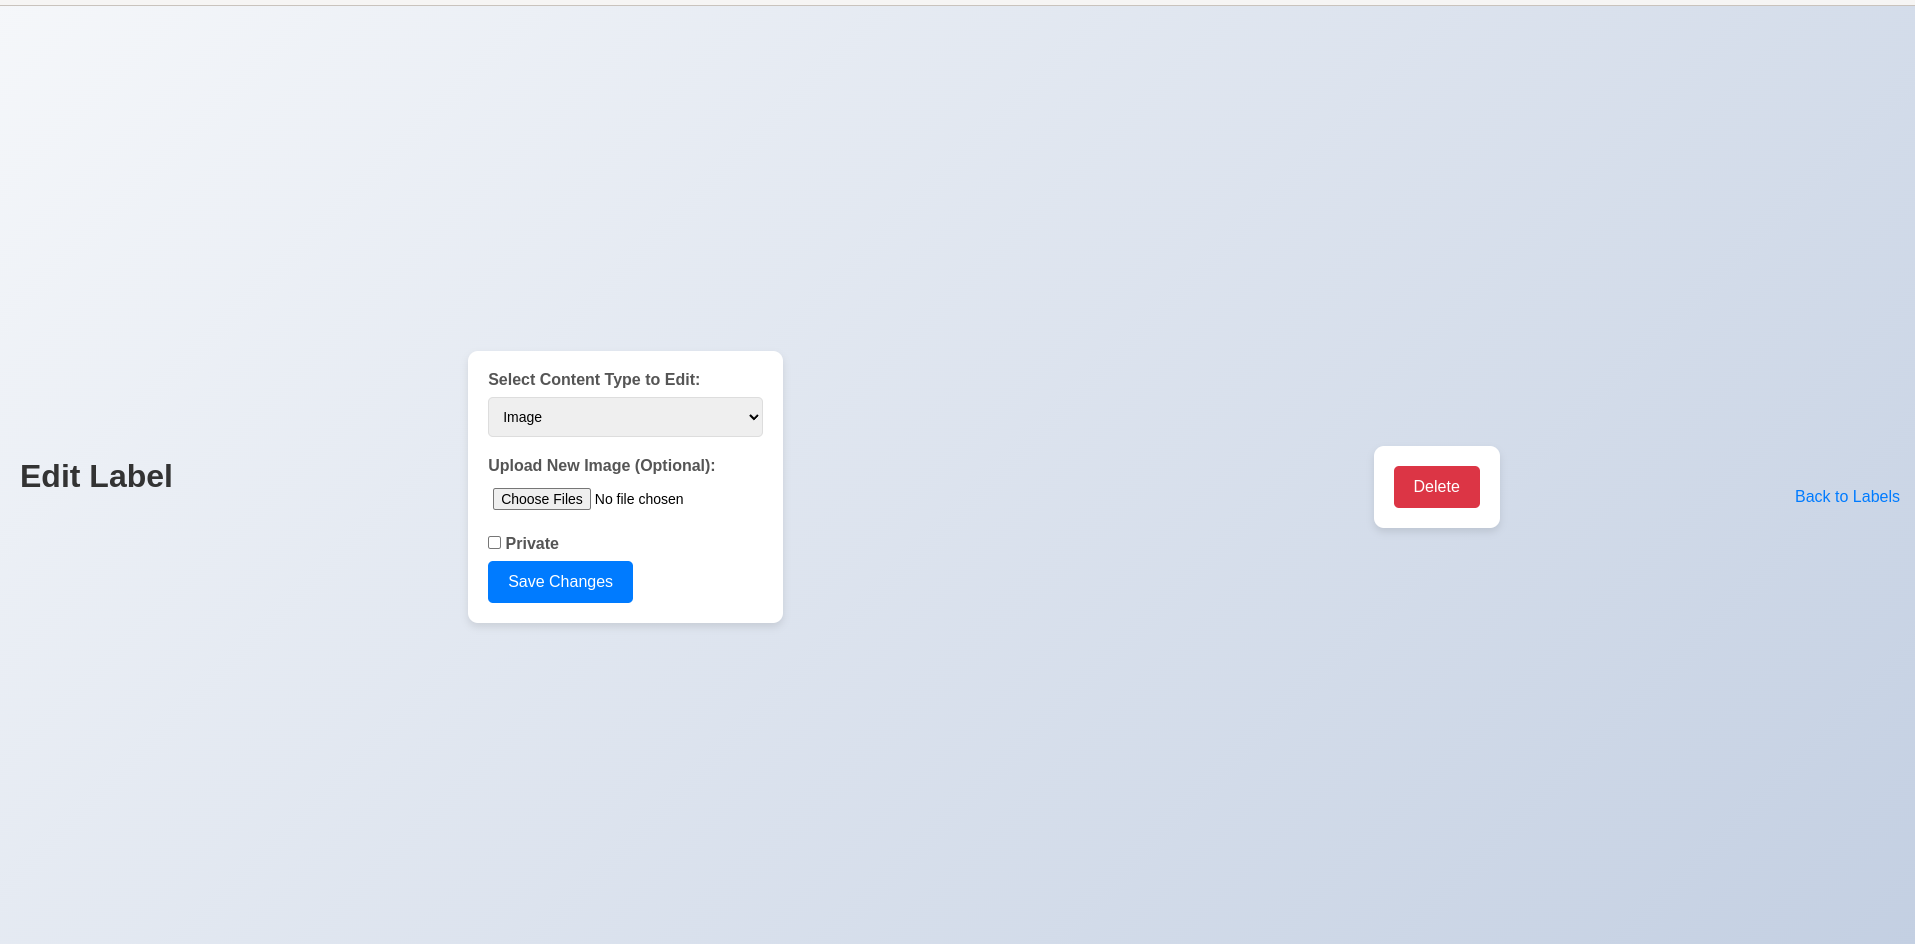 Edit Label
Select Content Type to Edit:
Image
Upload New Image (Optional):
Choose Files No file chosen
Private
Save Changes
Delete
Back to Labels